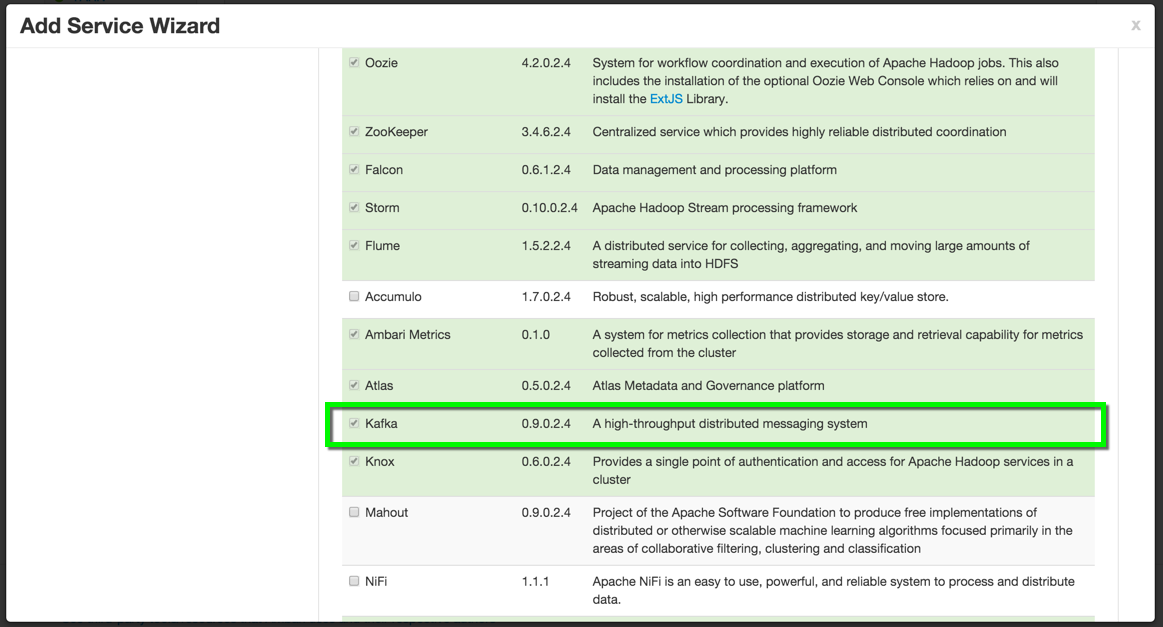 Add Service Wizard
x
Oozie 4.2.0.2.4 System for workflow coordination and execution of Apache Hadoop jobs. This also
includes the installation of the optional Oozie Web Console which relies on and will
install the ExtJS Library.
ZooKeeper 3.4.6.2.4 Centralized service which provides highly reliable distributed coordination
Falcon 0.6.1.2.4 Data management and processing platform
Storm 0.10.0.2.4 Apache Hadoop Stream processing framework
Flume 1.5.2.2.4 A distributed service for collecting, aggregating, and moving large amounts of
streaming data into HDFS
Accumulo 1.7.0.2.4 Robust, scalable, high performance distributed key/value store.
Ambari Metrics 0.1.0 A system for metrics collection that provides storage and retrieval capability for metrics
collected from the cluster
Atlas 0.5.0.2.4 Atlas Metadata and Governance platform
Kafka 0.9.0.2.4 A high-throughput distributed messaging system
Knox 0.6.0.2.4 Provides a single point of authentication and access for Apache Hadoop services in a
cluster
Mahout 0.9.0.2.4 Project of the Apache Software Foundation to produce free implementations of
distributed or otherwise scalable machine learning algorithms focused primarily in the
areas of collaborative filtering, clustering and classification
NiFi 1.1.1 Apache NiFi is an easy to use, powerful, and reliable system to process and distribute
data.